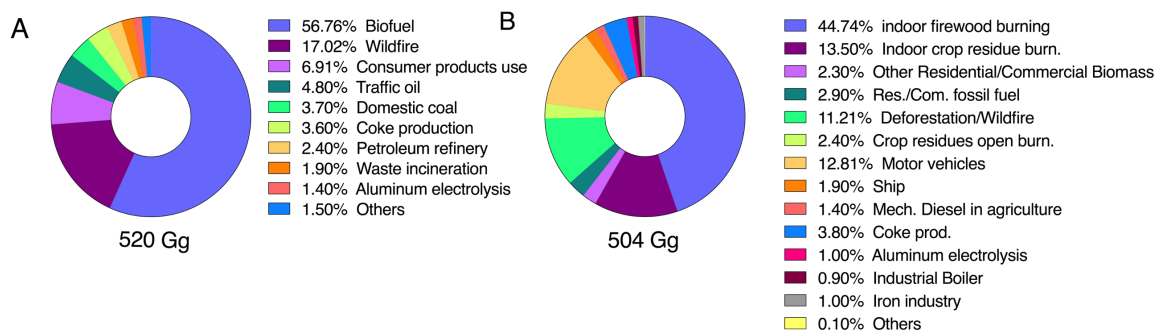 A
56.76% Biofuel
17.02% Wildfire
6.91% Consumer products use
4.80% Traffic oil
3.70% Domestic coal
3.60% Coke production
2.40% Petroleum refinery
1.90% Waste incineration
1.40% Aluminum electrolysis
1.50% Others
520 Gg
B
44.74% indoor firewood burning
13.50% Indoor crop residue burn.
2.30% Other Residential/Commercial Biomass
2.90% Res./Com. fossil fuel
11.21% Deforestation/Wildfire
2.40% Crop residues open burn.
12.81% Motor vehicles
1.90% Ship
1.40% Mech. Diesel in agriculture
3.80% Coke prod.
1.00% Aluminum electrolysis
0.90% Industrial Boiler
1.00% Iron industry
0.10% Others
504 Gg